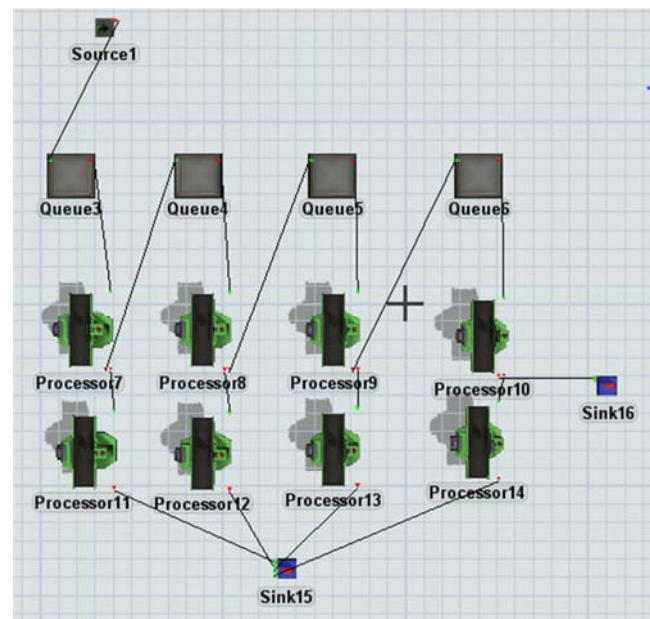 Source1
Queue3
Queue4
Queue5
Queue6
Processor7
Processor8
Processor9
Processor10
Sink16
Processor11
Processor12
Processor13
Processor14
Sink15